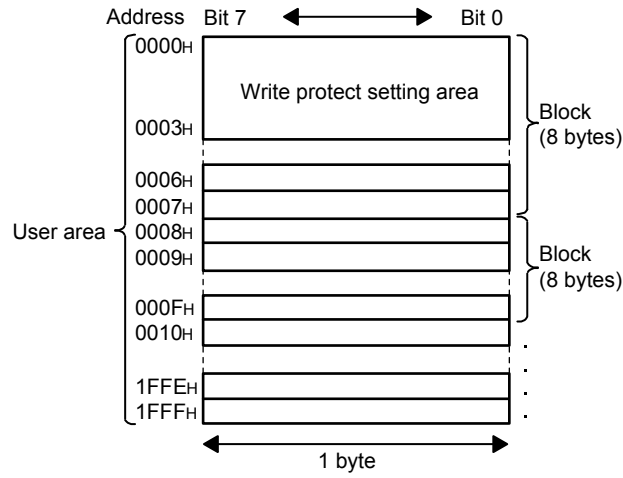 Address Bit 7 Bit 0
0000H
Write protect setting area
0003H
Block
(8 bytes)
0006H
0007H
User area
0008H
0009H
Block
(8 bytes)
000FH
0010H
.
.
1FFEH
.
1FFFH
.
1 byte